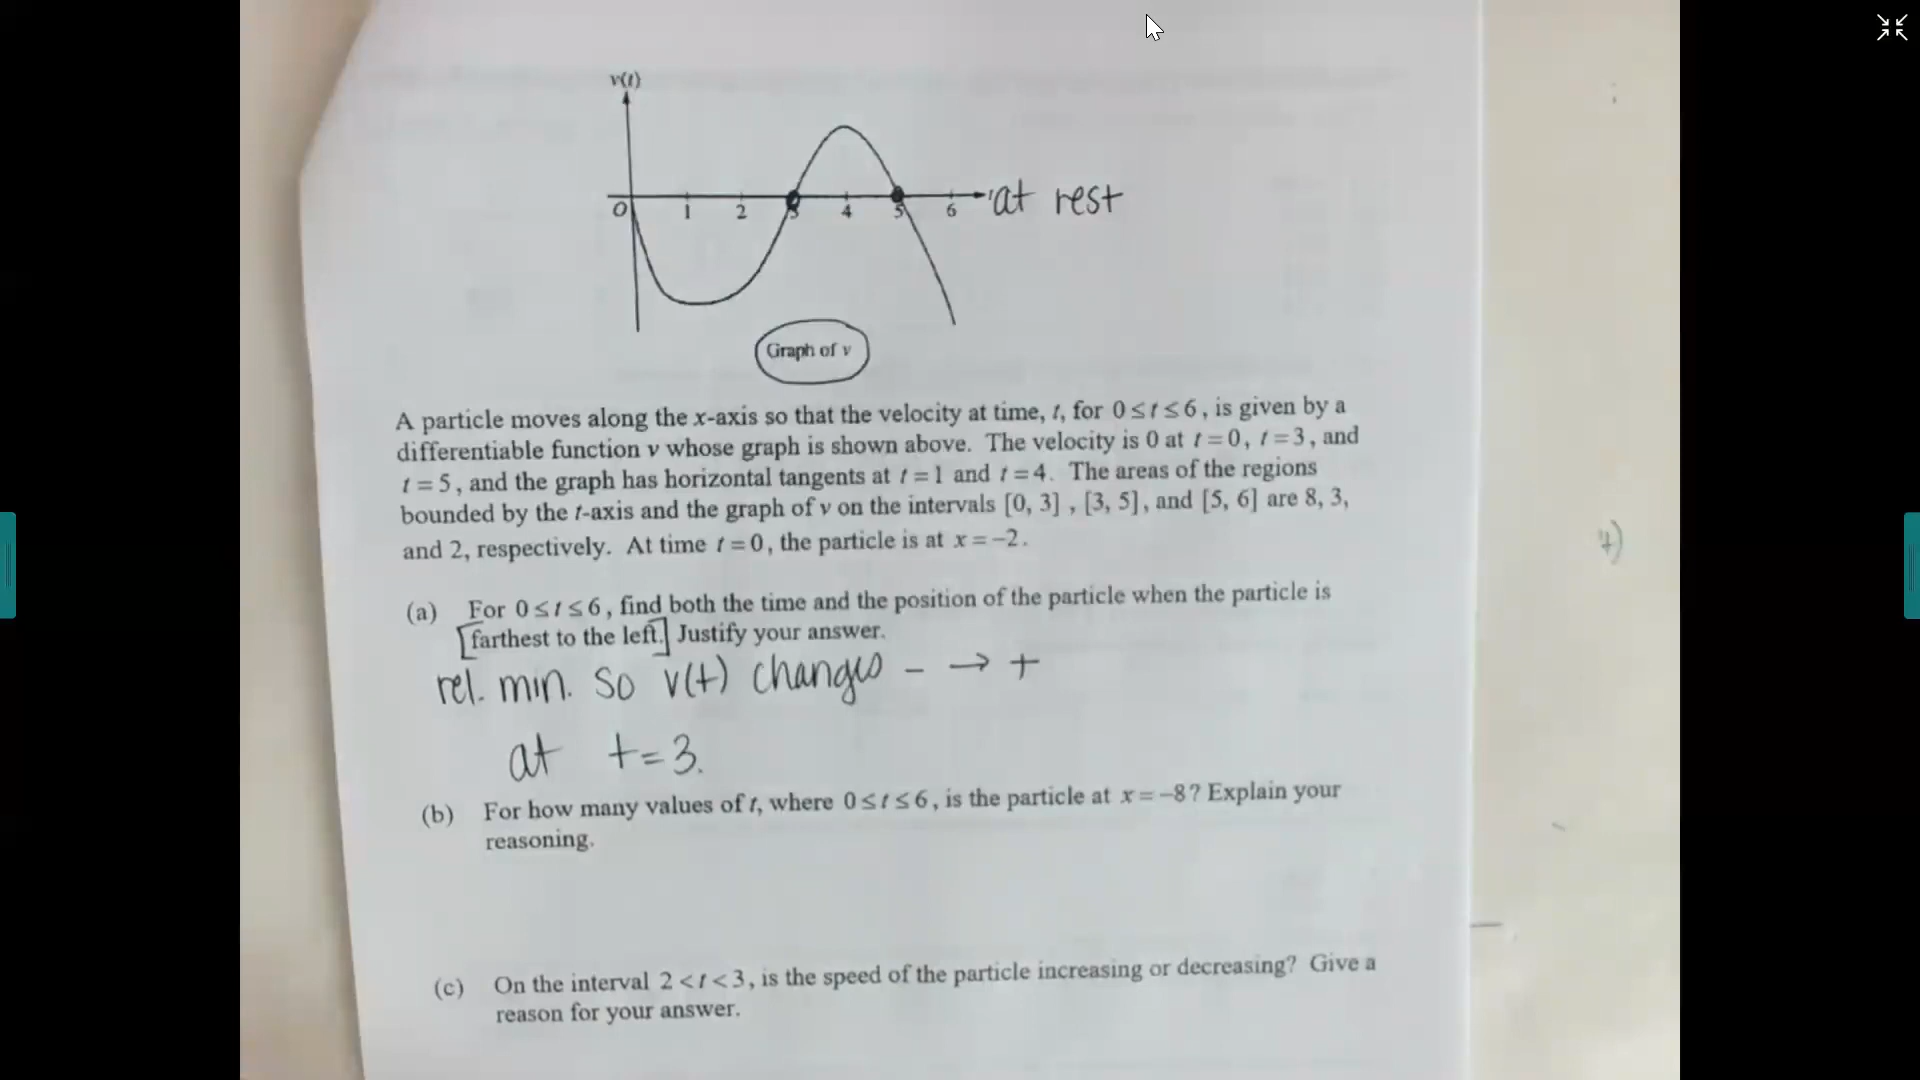 v(t)
O 1 2 3 4 5 6 at rest
Graph of v
A particle moves along the x-axis so that the velocity at time, t, for 0 ≤ t ≤ 6, is given by a
differentiable function v whose graph is shown above. The velocity is 0 at t = 0, t = 3, and
t = 5, and the graph has horizontal tangents at t = 1 and t = 4. The areas of the regions
bounded by the t-axis and the graph of v on the intervals [0, 3], [3, 5], and [5, 6] are 8, 3,
and 2, respectively. At time t = 0, the particle is at x = −2.
(a) For 0 ≤ t ≤ 6, find both the time and the position of the particle when the particle is
[farthest to the left.] Justify your answer.
rel. min. so v(t) changes − → +
at t = 3.
(b) For how many values of t, where 0 ≤ t ≤ 6, is the particle at x = −8? Explain your
reasoning.
(c) On the interval 2 < t < 3, is the speed of the particle increasing or decreasing? Give a
reason for your answer.